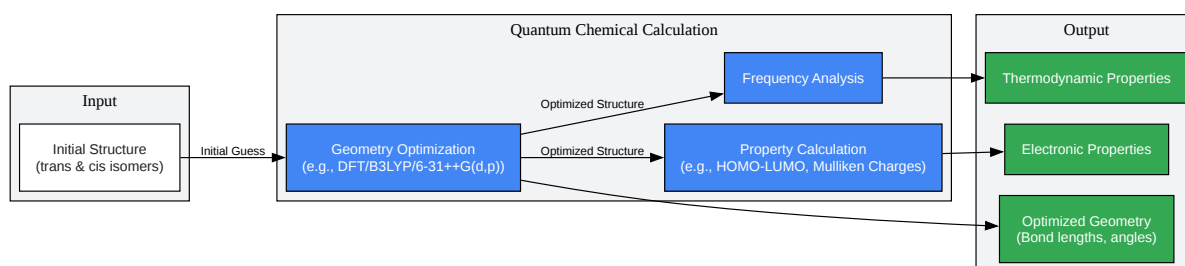 Quantum Chemical Calculation
Output
Frequency Analysis
Thermodynamic Properties
Input
Optimized Structure
Initial Structure
(trans & cis isomers)
Initial Guess
Geometry Optimization
(e.g., DFT/B3LYP/6-31++G(d,p))
Optimized Structure
Property Calculation
(e.g., HOMO-LUMO, Mulliken Charges)
Electronic Properties
Optimized Geometry
(Bond lengths, angles)